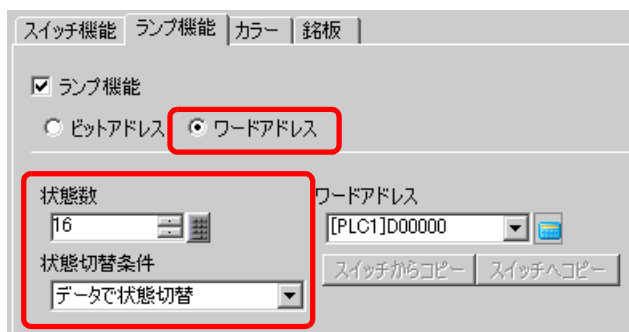 スイッチ機能 ランプ機能 カラー 銘板
ランプ機能
ビットアドレス ワードアドレス
状態数 ワードアドレス
16 [PLC1]D00000
状態切替条件 スイッチからコピー スイッチへコピー
データで状態切替